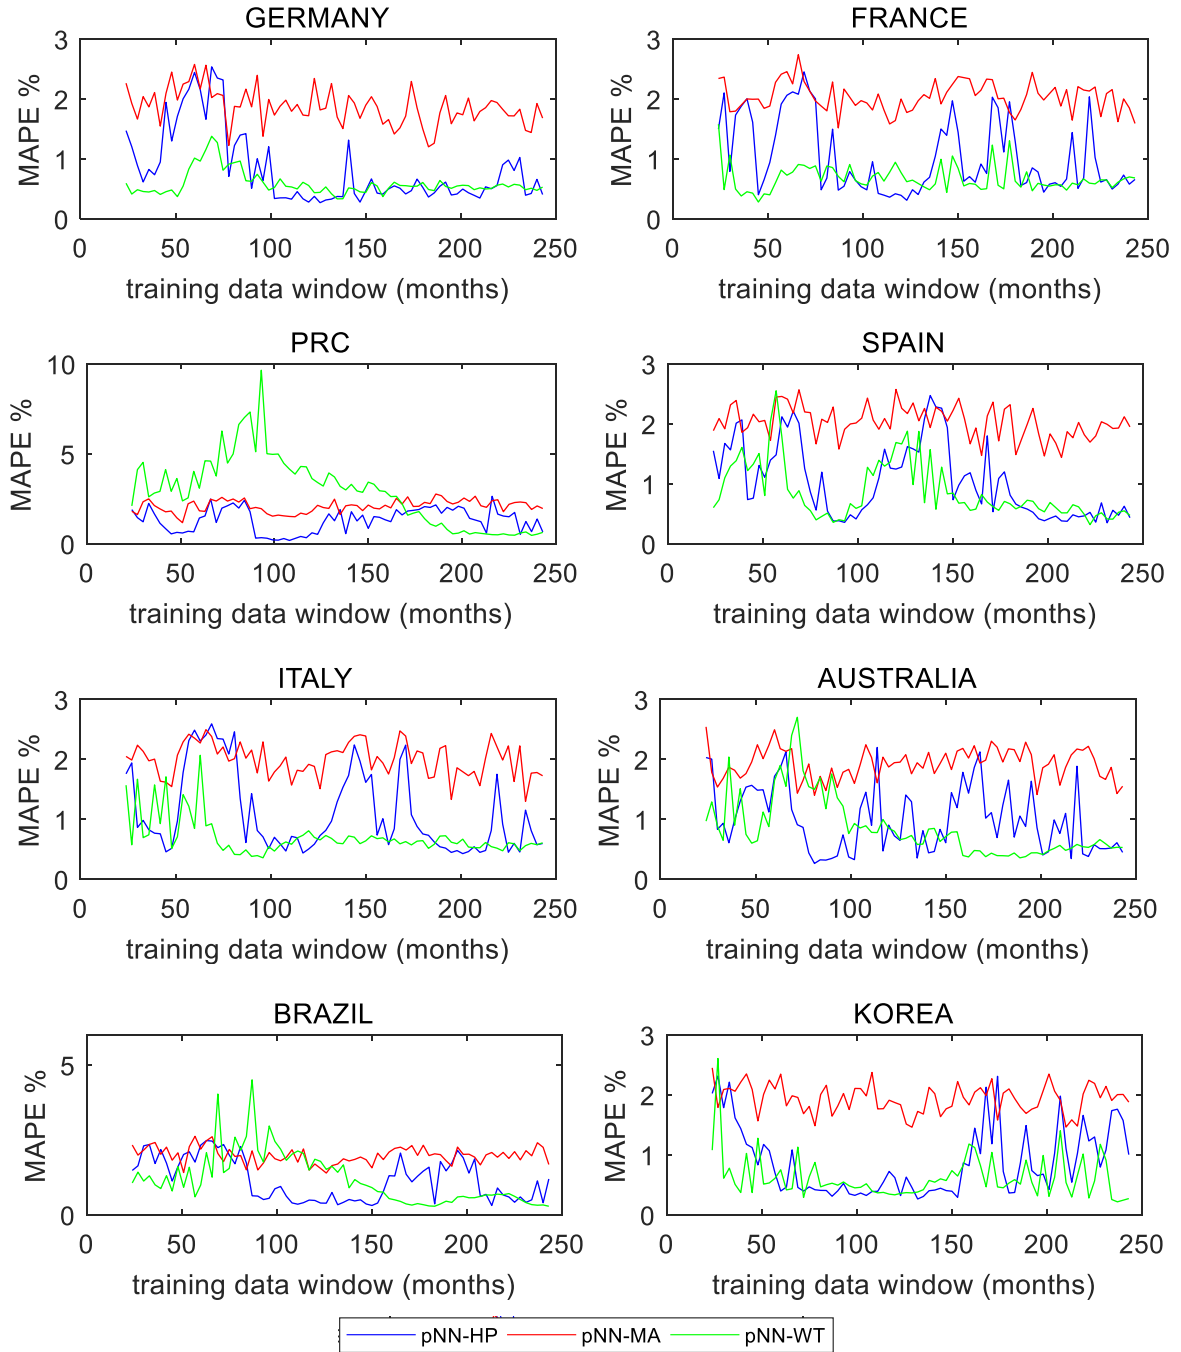 GERMANY
FRANCE
3
2
1
0
MAPE %
0 50 100 150 200 250
training data window (months)
3
2
1
0
MAPE %
0 50 100 150 200 250
training data window (months)
PRC
SPAIN
10
5
0
MAPE %
0 50 100 150 200 250
training data window (months)
3
2
1
0
MAPE %
0 50 100 150 200 250
training data window (months)
ITALY
AUSTRALIA
3
2
1
0
MAPE %
0 50 100 150 200 250
training data window (months)
3
2
1
0
MAPE %
0 50 100 150 200 250
training data window (months)
BRAZIL
KOREA
5
0
MAPE %
0 50 100 150 200 250
training data window (months)
3
2
1
0
MAPE %
0 50 100 150 200 250
training data window (months)
pNN-HP pNN-MA pNN-WT